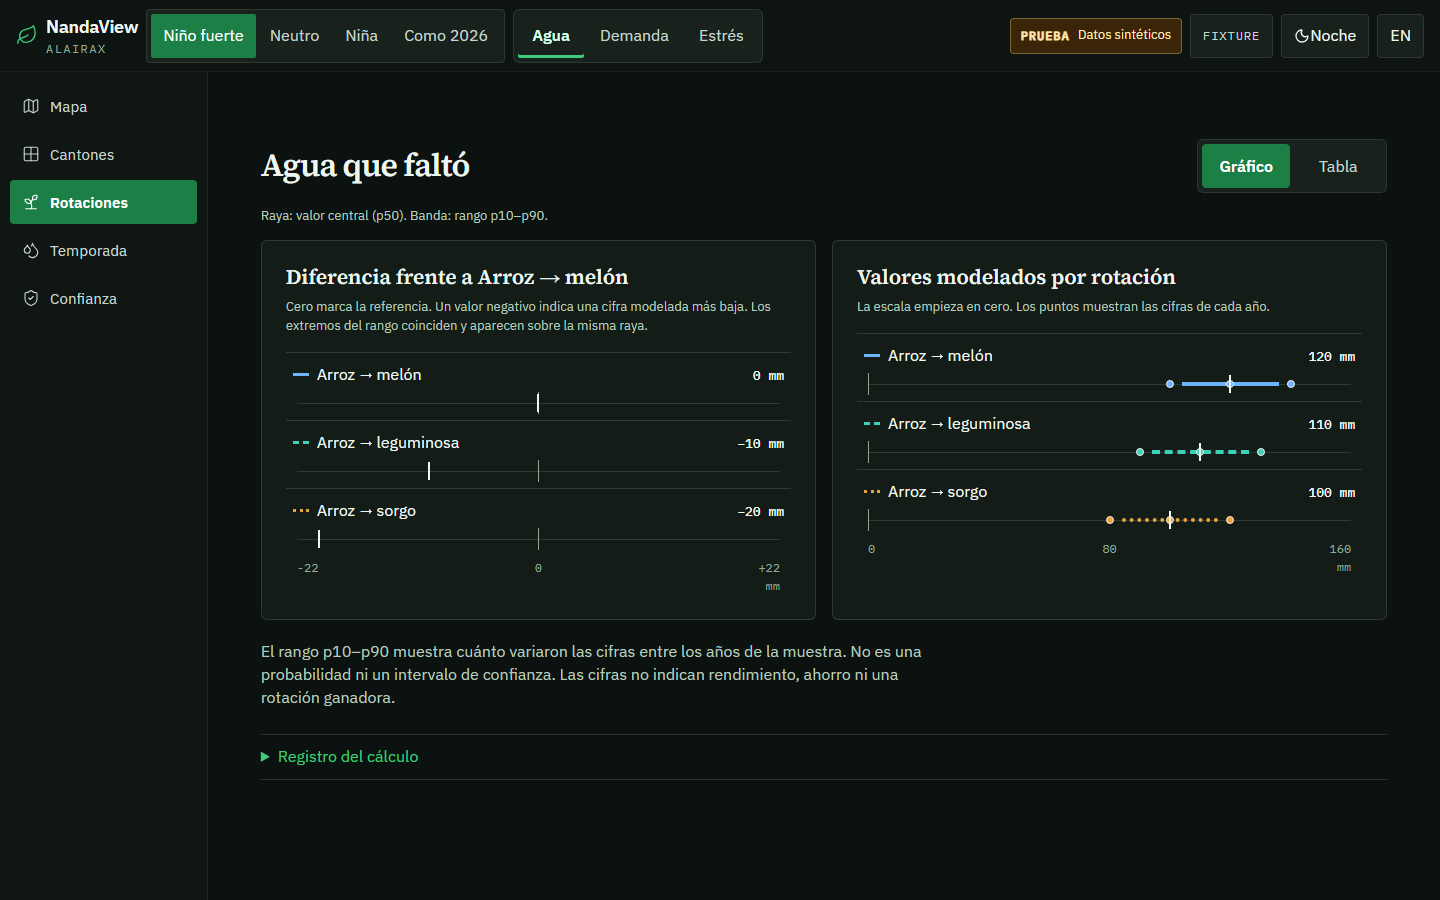 NandaView
ALAIRAX
Niño fuerte
Neutro
Niña
Como 2026
Agua
Demanda
Estrés
PRUEBA Datos sintéticos
FIXTURE
Noche
EN
Mapa
Cantones
Rotaciones
Temporada
Confianza
Agua que faltó
Gráfico
Tabla
Raya: valor central (p50). Banda: rango p10–p90.
Diferencia frente a Arroz → melón
Cero marca la referencia. Un valor negativo indica una cifra modelada más baja. Los
extremos del rango coinciden y aparecen sobre la misma raya.
Arroz → melón 0 mm
Arroz → leguminosa −10 mm
Arroz → sorgo −20 mm
-22 0 +22
mm
Valores modelados por rotación
La escala empieza en cero. Los puntos muestran las cifras de cada año.
Arroz → melón 120 mm
Arroz → leguminosa 110 mm
Arroz → sorgo 100 mm
0 80 160
mm
El rango p10–p90 muestra cuánto variaron las cifras entre los años de la muestra. No es una
probabilidad ni un intervalo de confianza. Las cifras no indican rendimiento, ahorro ni una
rotación ganadora.
Registro del cálculo